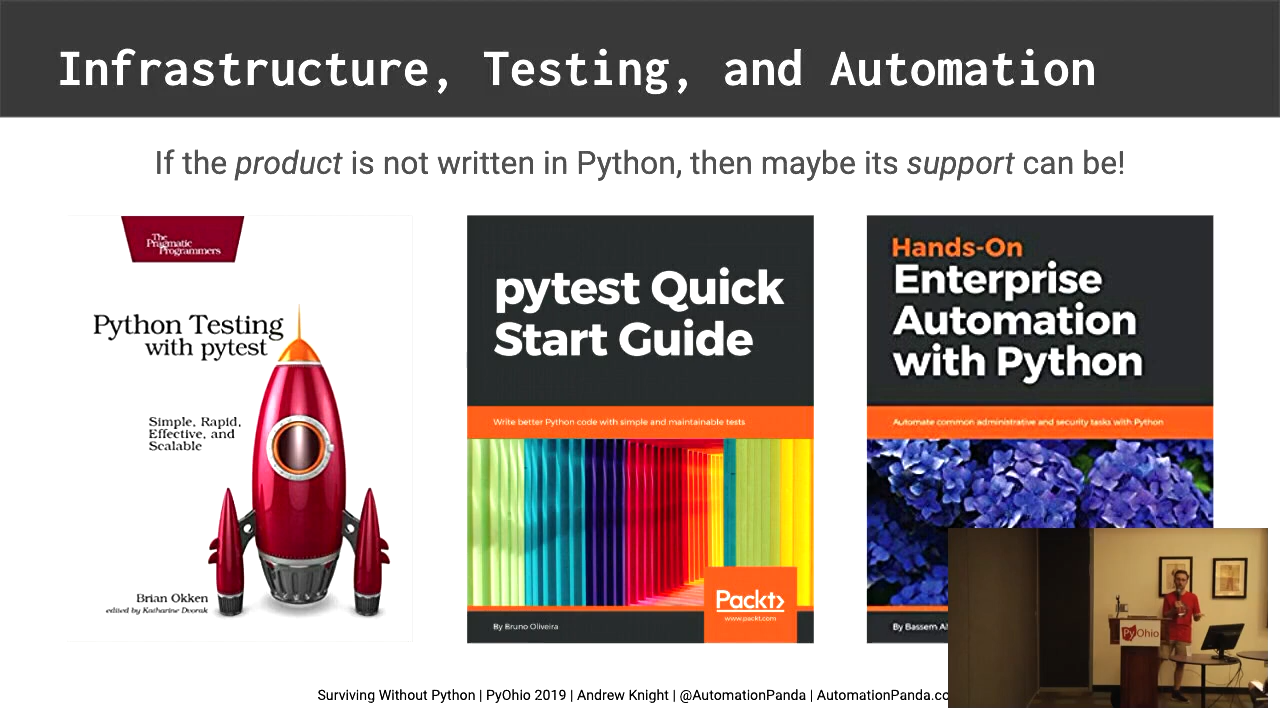 Infrastructure, Testing, and Automation
If the product is not written in Python, then maybe its support can be!
The
Pragmatic
Programmers
Python Testing
with pytest
Simple, Rapid,
Effective, and
Scalable
Brian Okken
edited by Katharine Dvorak
pytest Quick
Start Guide
Write better Python code with simple and maintainable tests
Packt>
www.packt.com
By Bruno Oliveira
Hands-On
Enterprise
Automation
with Python
Automate common administrative and security tasks with Python
By Bassem
PyOhio
Surviving Without Python | PyOhio 2019 | Andrew Knight | @AutomationPanda | AutomationPanda.co